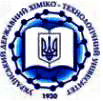 УКРАЇНСЬКИЙ ДЕРЖАВНИЙ ХІМІКО - ТЕХНОЛОГІЧНИЙ УНІВЕРСИТЕТ
1930